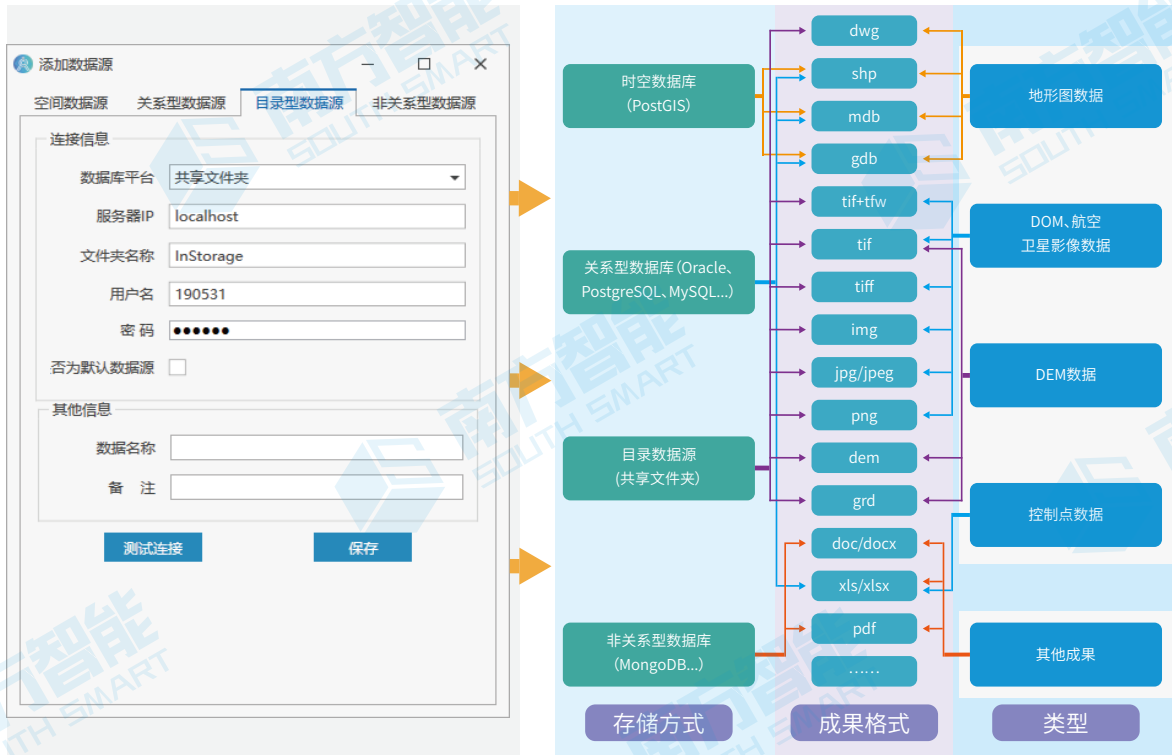 添加数据源
空间数据源
关系型数据源
目录型数据源
非关系型数据源
连接信息
数据库平台
共享文件夹
服务器IP
localhost
文件夹名称
InStorage
用户名
190531
密 码
●●●●●●
否为默认数据源
其他信息
数据名称
备 注
测试连接
保存
时空数据库
(PostGIS)
关系型数据库(Oracle、
PostgreSQL、MySQL...)
目录数据源
(共享文件夹)
非关系型数据库
(MongoDB...)
存储方式
dwg
shp
mdb
gdb
tif+tfw
tif
tiff
img
jpg/jpeg
png
dem
grd
doc/docx
xls/xlsx
pdf
……
成果格式
地形图数据
DOM、航空
卫星影像数据
DEM数据
控制点数据
其他成果
类型
南方智能
SOUTH SMART